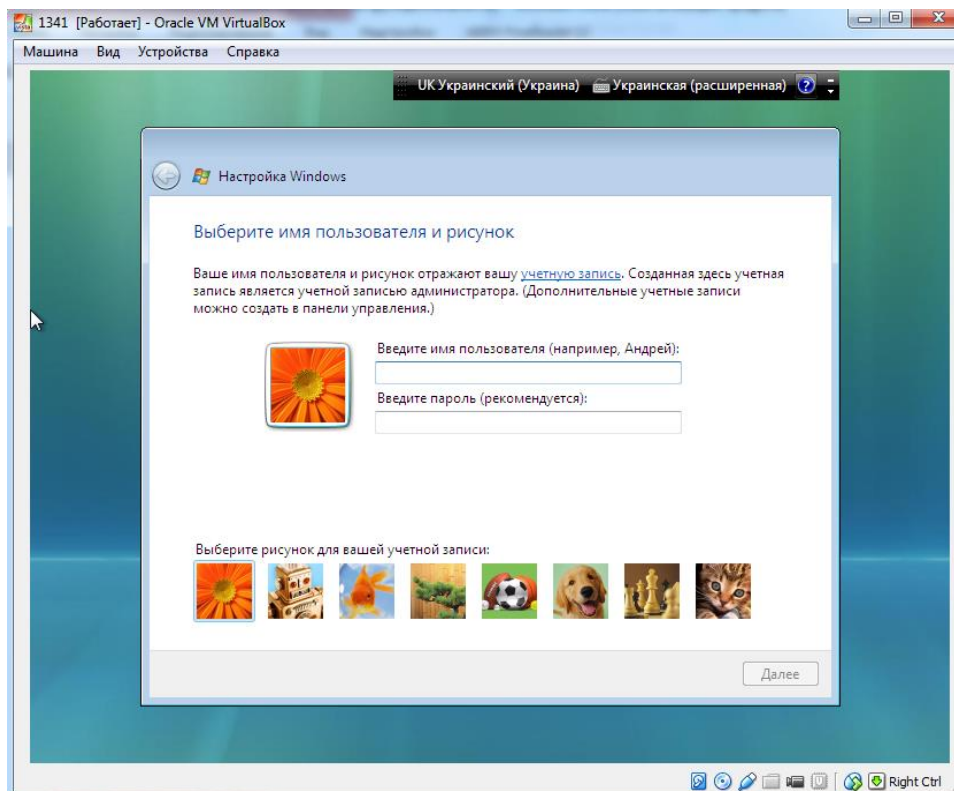 1341 [Работает] - Oracle VM VirtualBox
Машина Вид Устройства Справка
UK Украинский (Украина) Украинская (расширенная) ?
Настройка Windows
Выберите имя пользователя и рисунок
Ваше имя пользователя и рисунок отражают вашу учетную запись. Созданная здесь учетная
запись является учетной записью администратора. (Дополнительные учетные записи
можно создать в панели управления.)
Введите имя пользователя (например, Андрей):
Введите пароль (рекомендуется):
Выберите рисунок для вашей учетной записи:
Далее
Right Ctrl